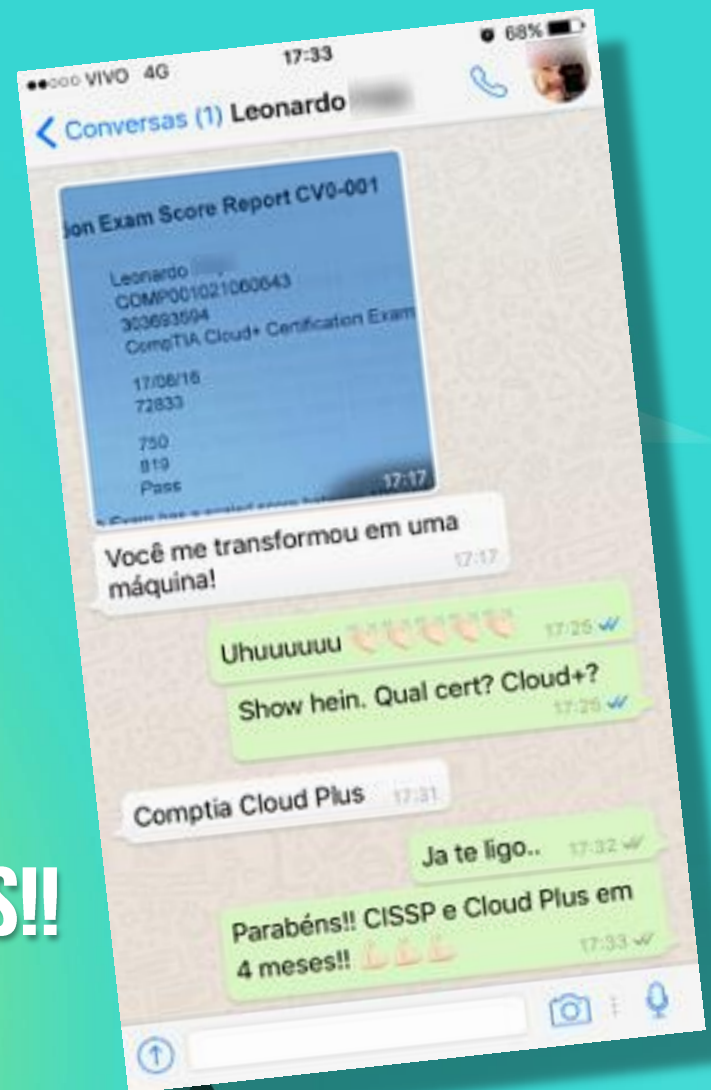 VIVO 4G
17:33
68%
Conversas (1)
Leonardo
ion Exam Score Report CV0-001
Leonardo
COMP001021060643
303693594
CompTIA Cloud+ Certification Exam
17/06/16
72833
750
819
Pass
17:17
Você me transformou em uma
máquina!
17:17
Uhuuuuuu 👏🏻👏🏻👏🏻👏🏻👏🏻
17:25
Show hein. Qual cert? Cloud+?
17:25
Comptia Cloud Plus
17:31
Ja te ligo..
17:32
Parabéns!! CISSP e Cloud Plus em
4 meses!! 💪🏻💪🏻💪🏻
17:33
S!!